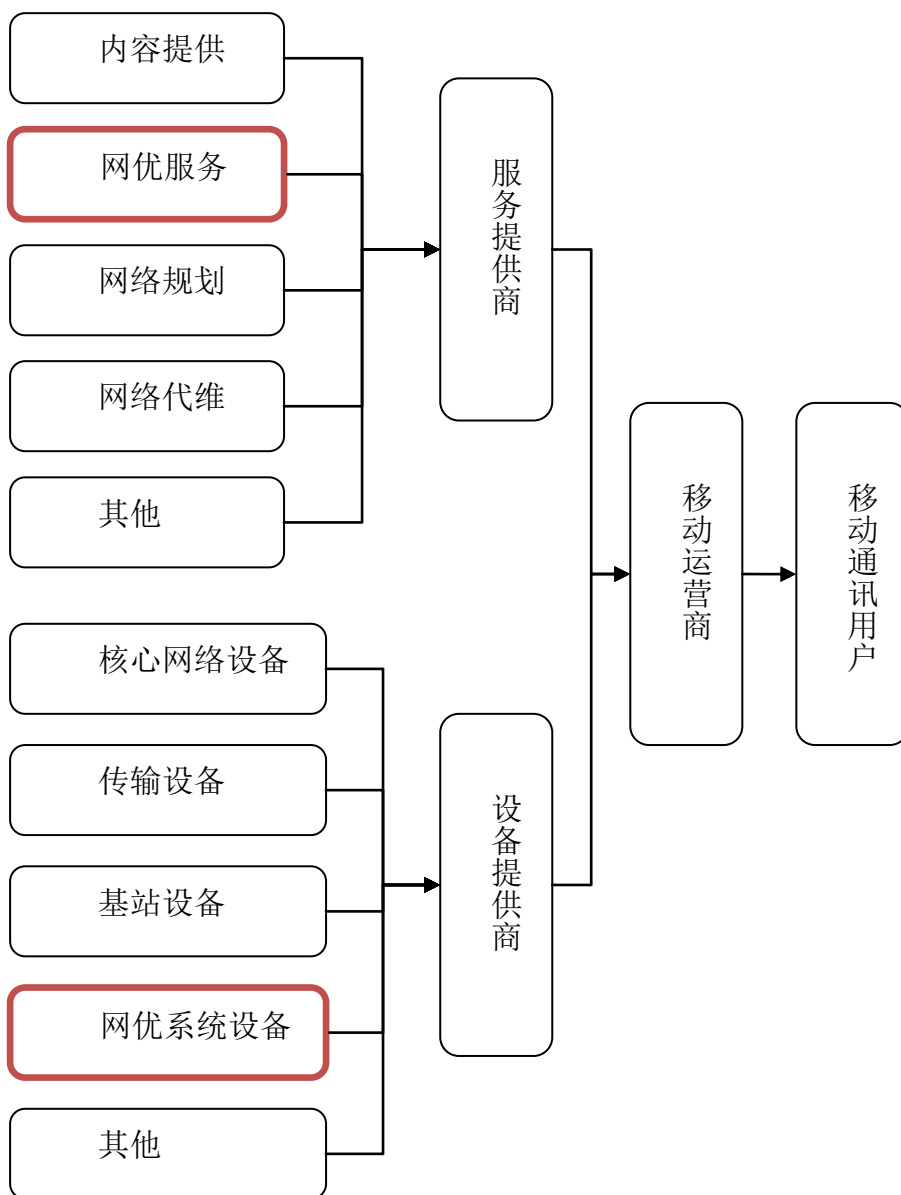 内容提供
网优服务
网络规划
网络代维
其他
服务提供商
核心网络设备
传输设备
基站设备
网优系统设备
其他
设备提供商
移动运营商
移动通讯用户